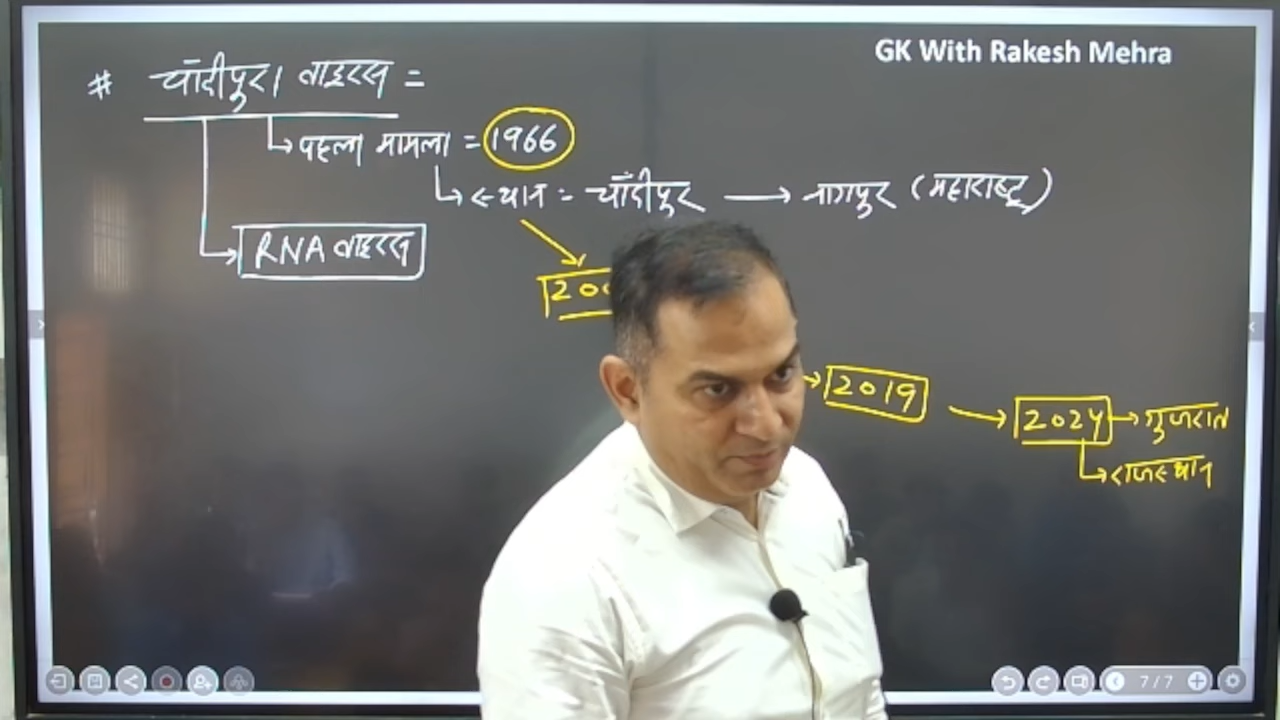 GK With Rakesh Mehra
# चाँदीपुरा वाइरस =
→ पहला मामला = 1966
→ स्थान = चाँदीपुर → नागपुर (महाराष्ट्र)
→ RNA वाइरस
→ 2019 → 2024 → गुजरात
→ राजस्थान
7/7